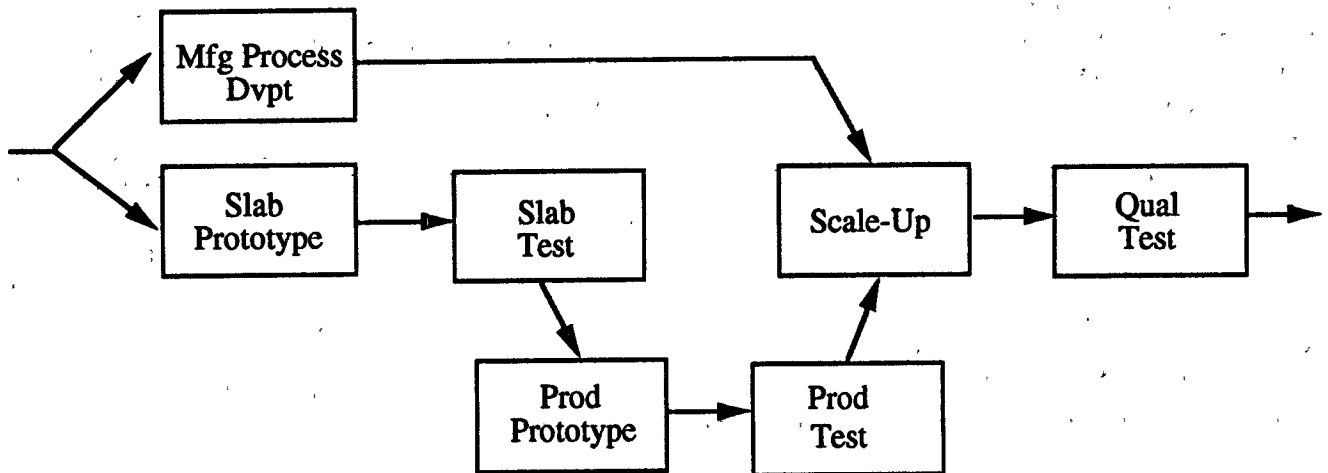 Mfg Process
Dvpt
Slab
Prototype
Slab
Test
Scale-Up
Qual
Test
Prod
Prototype
Prod
Test